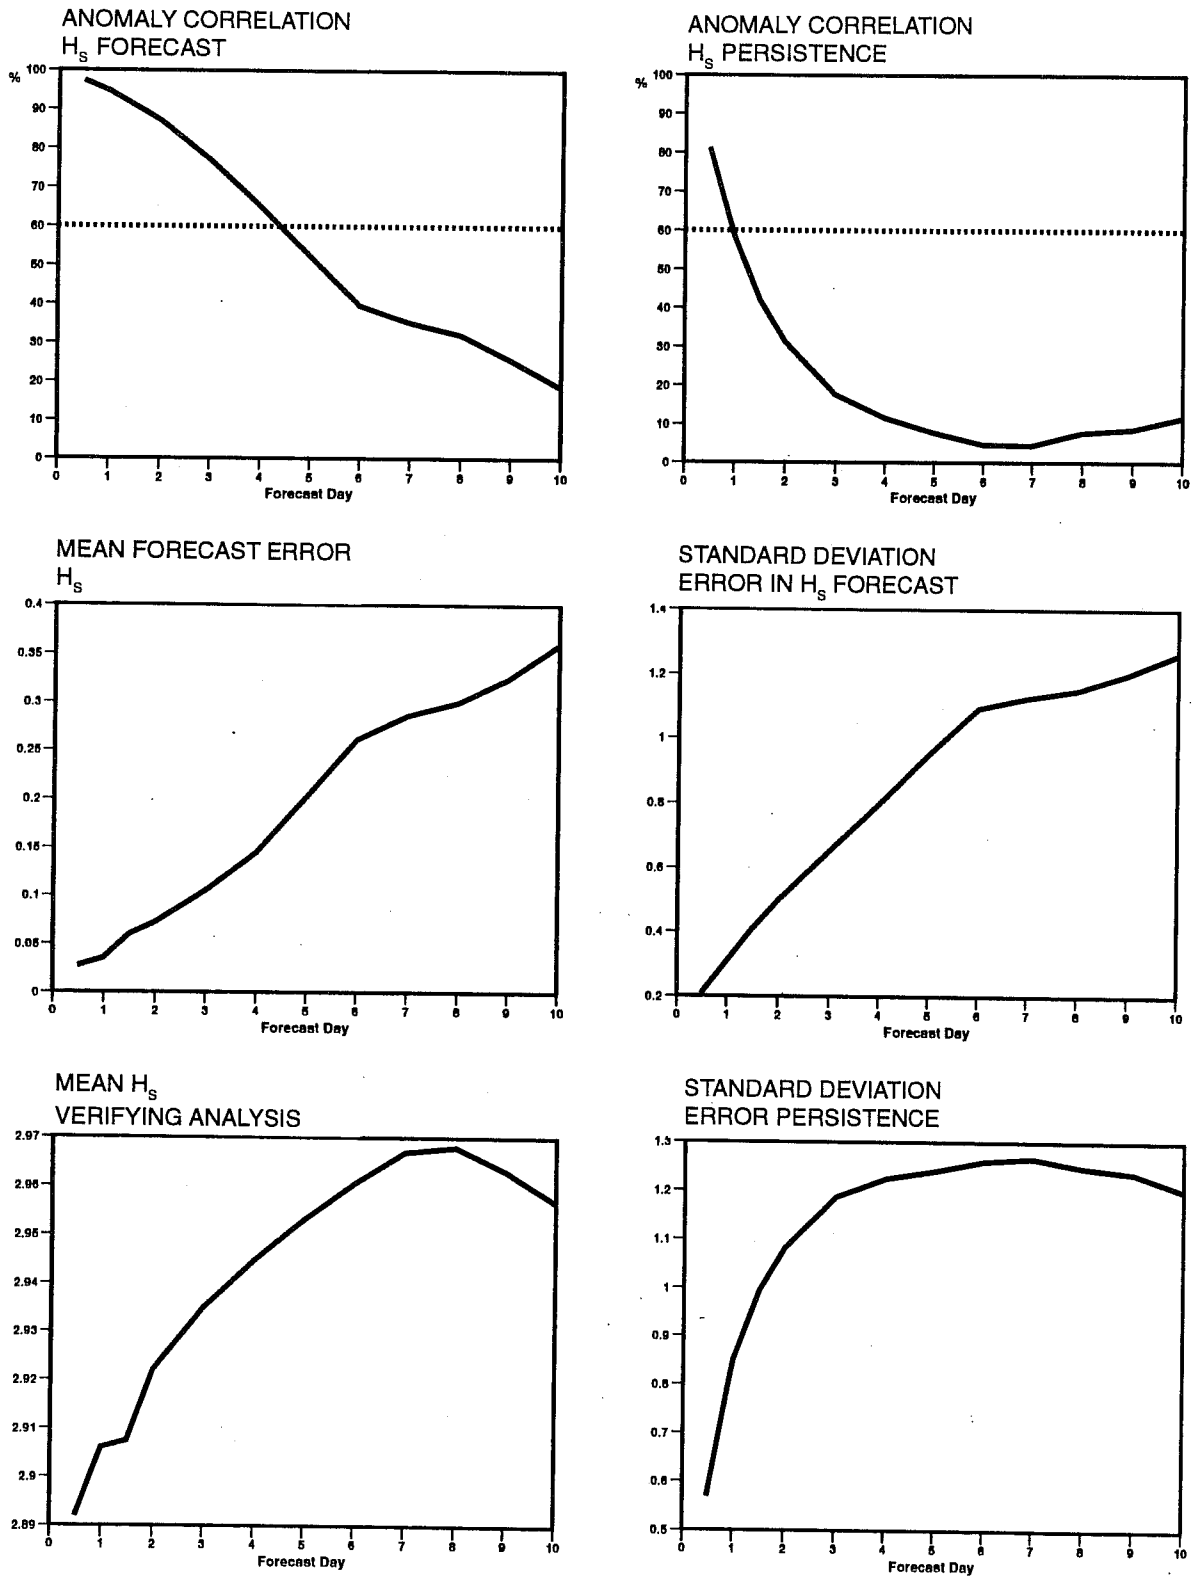 ANOMALY CORRELATION
Hs FORECAST
%
100
90
80
70
60
50
40
30
20
10
0
0 1 2 3 4 5 6 7 8 9 10
Forecast Day
ANOMALY CORRELATION
Hs PERSISTENCE
%
100
90
80
70
60
50
40
30
20
10
0
0 1 2 3 4 5 6 7 8 9 10
Forecast Day
MEAN FORECAST ERROR
Hs
0.4
0.35
0.3
0.25
0.2
0.15
0.1
0.05
0
0 1 2 3 4 5 6 7 8 9 10
Forecast Day
STANDARD DEVIATION
ERROR IN Hs FORECAST
1.4
1.2
1
0.8
0.6
0.4
0.2
0 1 2 3 4 5 6 7 8 9 10
Forecast Day
MEAN Hs
VERIFYING ANALYSIS
2.97
2.96
2.95
2.94
2.93
2.92
2.91
2.9
2.89
0 1 2 3 4 5 6 7 8 9 10
Forecast Day
STANDARD DEVIATION
ERROR PERSISTENCE
1.3
1.2
1.1
1
0.9
0.8
0.7
0.6
0.5
0 1 2 3 4 5 6 7 8 9 10
Forecast Day